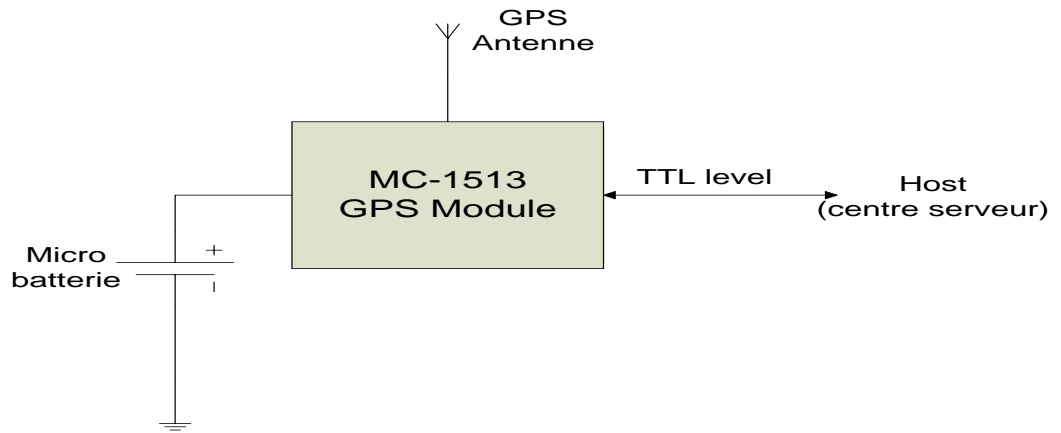 GPS
Antenne
MC-1513
GPS Module
TTL level
Host
(centre serveur)
Micro
batterie
+
-